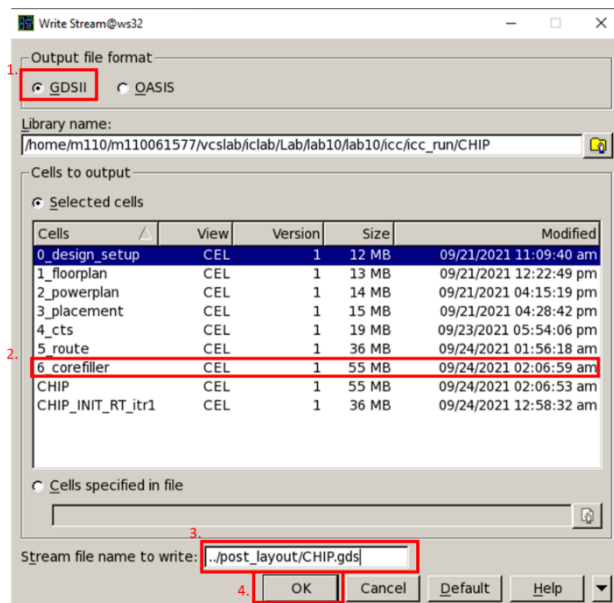 Write Stream@ws32
Output file format
1.
GDSII OASIS
Library name:
/home/m110/m110061577/vcslab/iclab/Lab/lab10/lab10/icc/icc_run/CHIP
Cells to output
Selected cells
Cells View Version Size Modified
0_design_setup CEL 1 12 MB 09/21/2021 11:09:40 am
1_floorplan CEL 1 13 MB 09/21/2021 12:22:49 pm
2_powerplan CEL 1 14 MB 09/21/2021 04:15:19 pm
3_placement CEL 1 15 MB 09/21/2021 04:28:42 pm
4_cts CEL 1 19 MB 09/23/2021 05:54:06 pm
5_route CEL 1 36 MB 09/24/2021 01:56:18 am
2.
6_corefiller CEL 1 55 MB 09/24/2021 02:06:59 am
CHIP CEL 1 55 MB 09/24/2021 02:06:53 am
CHIP_INIT_RT_itr1 CEL 1 36 MB 09/24/2021 12:58:32 am
Cells specified in file
3.
Stream file name to write: ../post_layout/CHIP.gds
4. OK Cancel Default Help